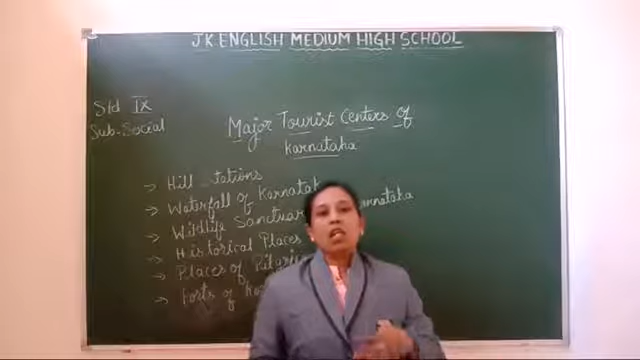 J.K. ENGLISH MEDIUM HIGH SCHOOL
Std IX
Sub-Social
Major Tourist Centers of
Karnataka
→ Hill tations
→ Waterfall of
→ Wildlife
→ Historical Places
→ Places of
→ Forts of